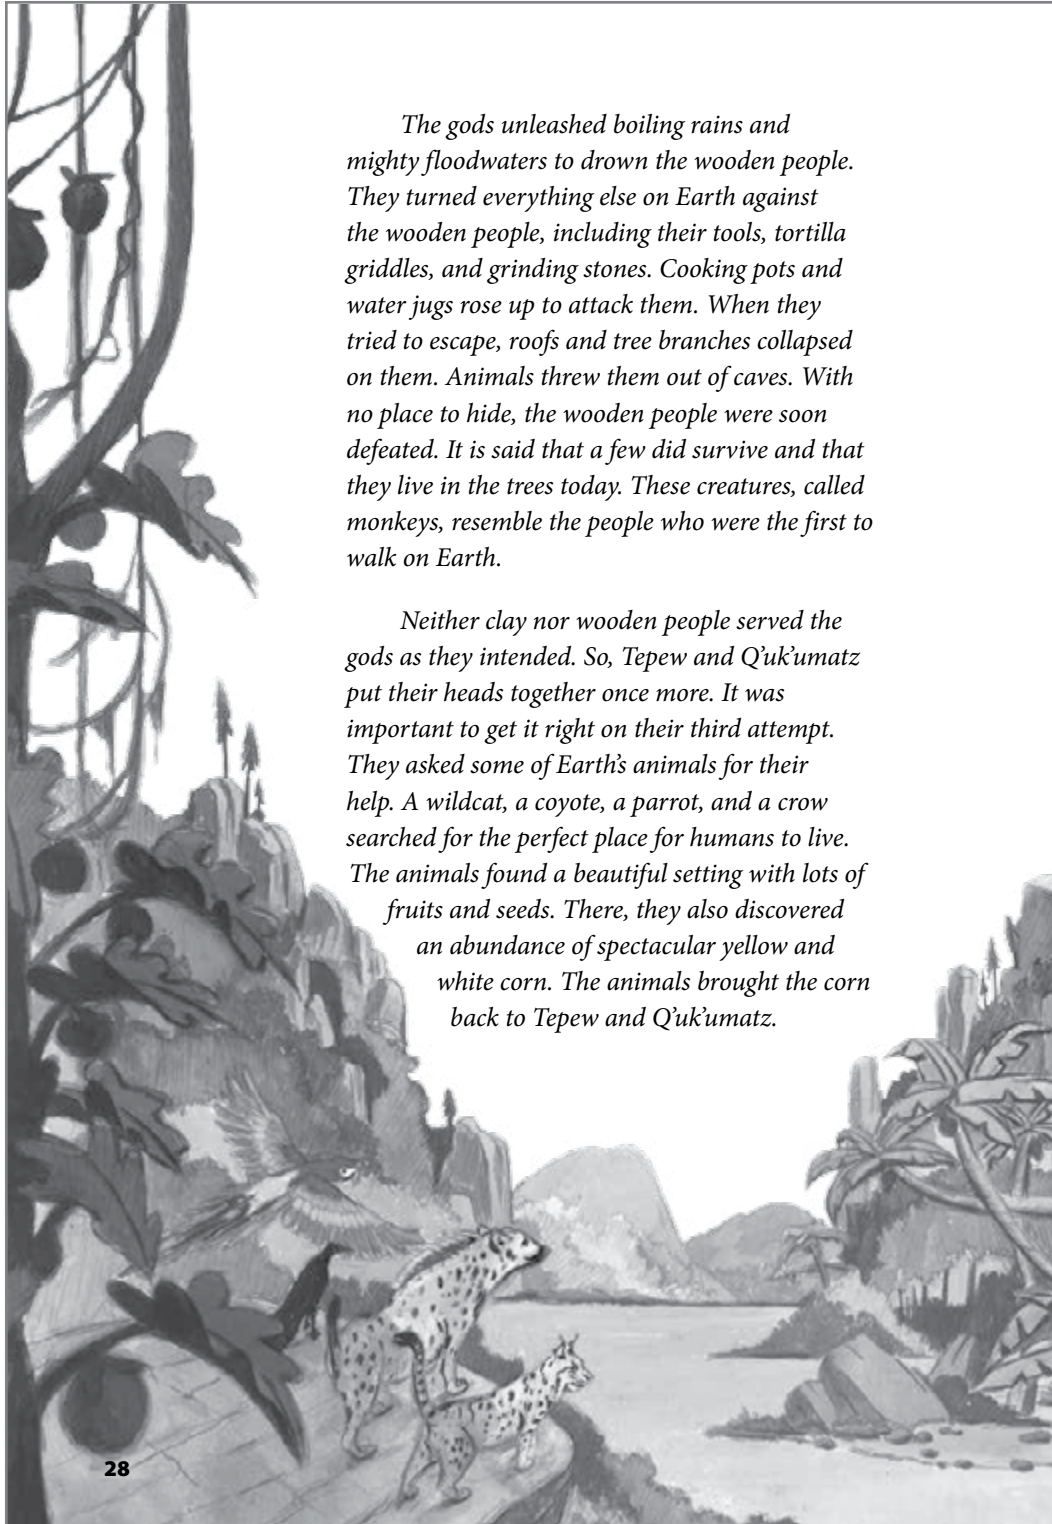 The gods unleashed boiling rains and
mighty floodwaters to drown the wooden people.
They turned everything else on Earth against
the wooden people, including their tools, tortilla
griddles, and grinding stones. Cooking pots and
water jugs rose up to attack them. When they
tried to escape, roofs and tree branches collapsed
on them. Animals threw them out of caves. With
no place to hide, the wooden people were soon
defeated. It is said that a few did survive and that
they live in the trees today. These creatures, called
monkeys, resemble the people who were the first to
walk on Earth.
Neither clay nor wooden people served the
gods as they intended. So, Tepew and Q’uk’umatz
put their heads together once more. It was
important to get it right on their third attempt.
They asked some of Earth’s animals for their
help. A wildcat, a coyote, a parrot, and a crow
searched for the perfect place for humans to live.
The animals found a beautiful setting with lots of
fruits and seeds. There, they also discovered
an abundance of spectacular yellow and
white corn. The animals brought the corn
back to Tepew and Q’uk’umatz.
28